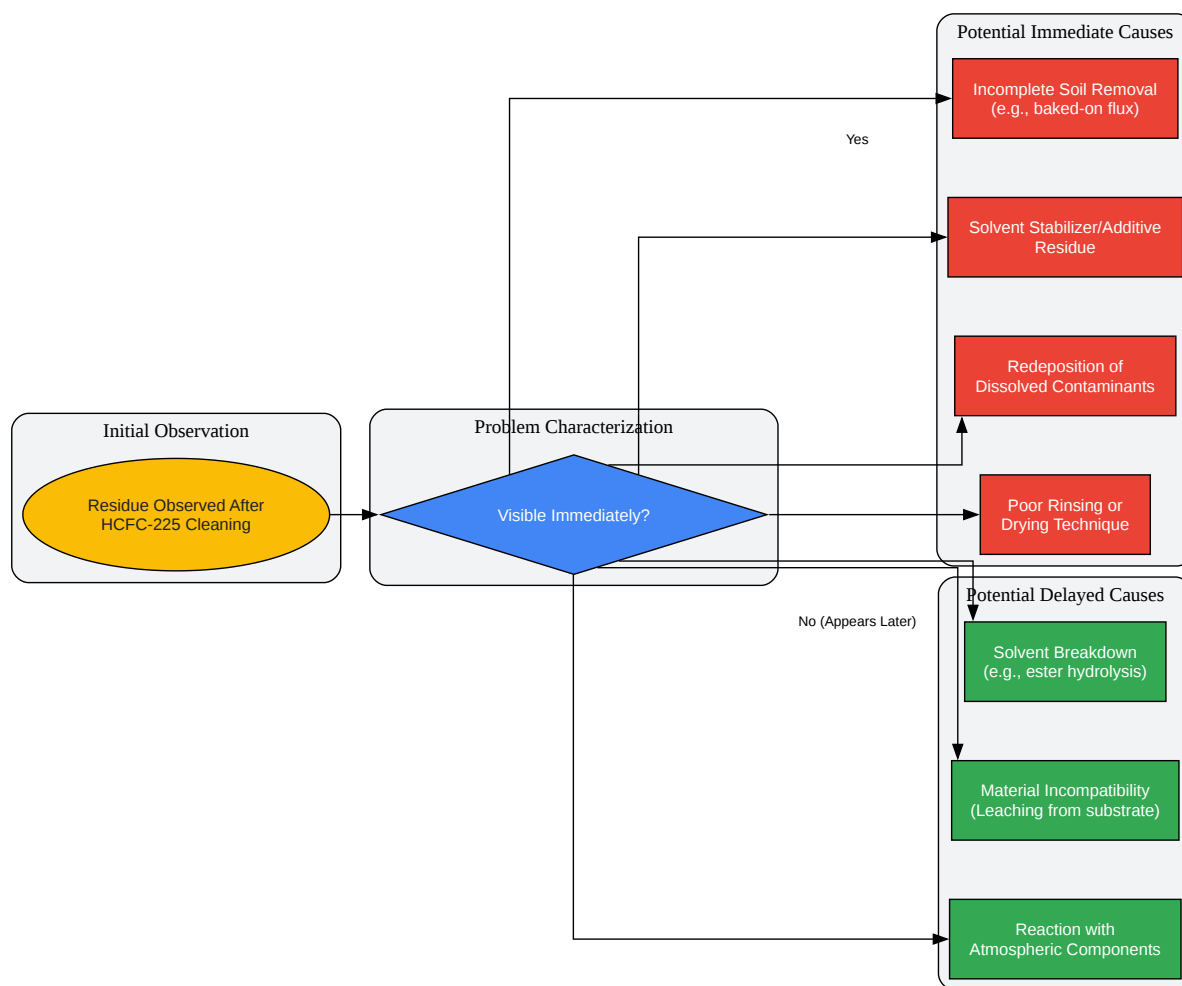 Potential Immediate Causes
Incomplete Soil Removal
(e.g., baked-on flux)
Yes
Solvent Stabilizer/Additive
Residue
Redeposition of
Dissolved Contaminants
Initial Observation
Problem Characterization
Residue Observed After
HCFC-225 Cleaning
Visible Immediately?
Poor Rinsing or
Drying Technique
Potential Delayed Causes
No (Appears Later)
Solvent Breakdown
(e.g., ester hydrolysis)
Material Incompatibility
(Leaching from substrate)
Reaction with
Atmospheric Components